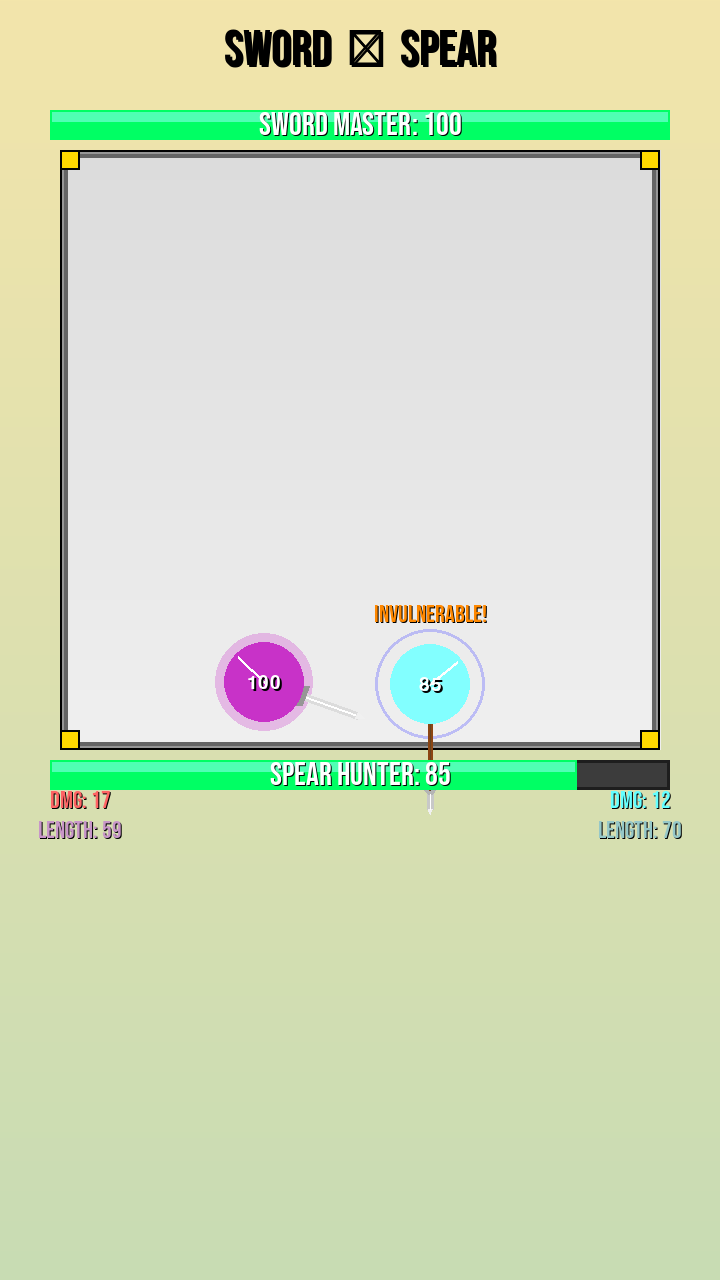 SWORD SPEAR
SWORD MASTER: 100
INVULNERABLE!
100
85
SPEAR HUNTER: 85
DMG: 17
DMG: 12
LENGTH: 59
LENGTH: 70